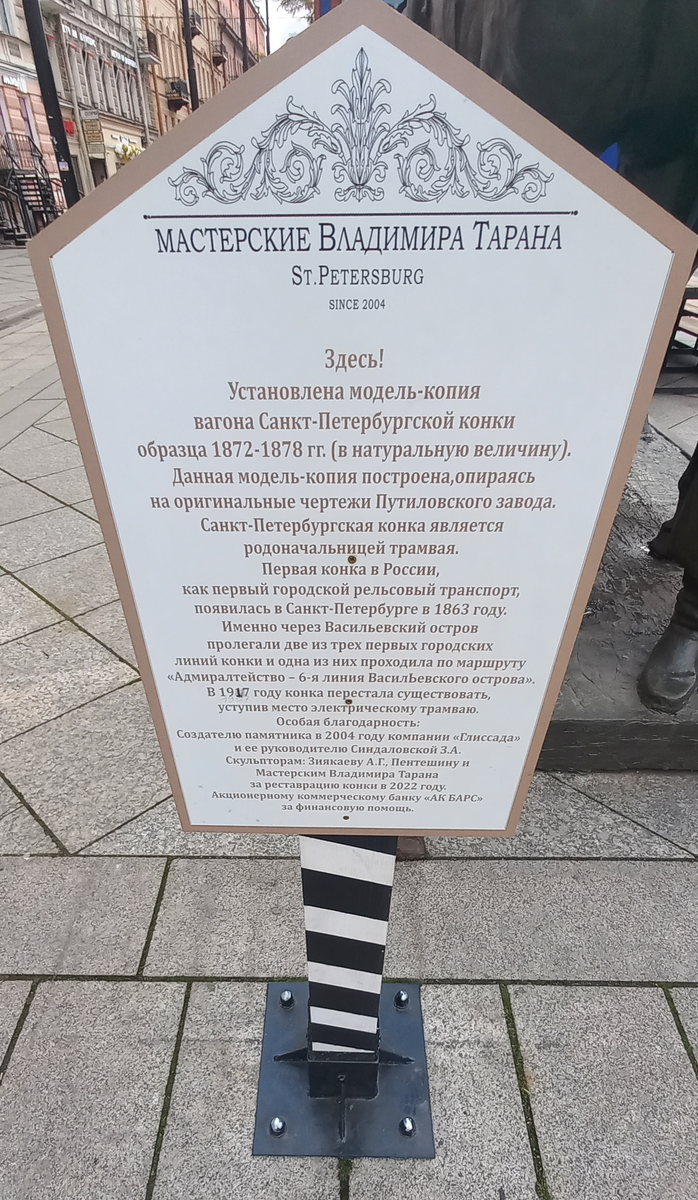 МАСТЕРСКИЕ ВЛАДИМИРА ТАРАНА
ST.PETERSBURG
SINCE 2004
Здесь!
Установлена модель-копия
вагона Санкт-Петербургской конки
образца 1872-1878 гг. (в натуральную величину).
Данная модель-копия построена,опираясь
на оригинальные чертежи Путиловского завода.
Санкт-Петербургская конка является
родоначальницей трамвая.
Первая конка в России,
как первый городской рельсовый транспорт,
появилась в Санкт-Петербурге в 1863 году.
Именно через Васильевский остров
пролегали две из трех первых городских
линий конки и одна из них проходила по маршруту
«Адмиралтейство – 6-я линия ВасилЬевского острова».
В 1917 году конка перестала существовать,
уступив место электрическому трамваю.
Особая благодарность:
Создателю памятника в 2004 году компании «Глиссада»
и ее руководителю Синдаловской З.А.
Скульпторам: Зиякаеву А.Г., Пентешину и
Мастерским Владимира Тарана
за реставрацию конки в 2022 году.
Акционерному коммерческому банку «АК БАРС»
за финансовую помощь.